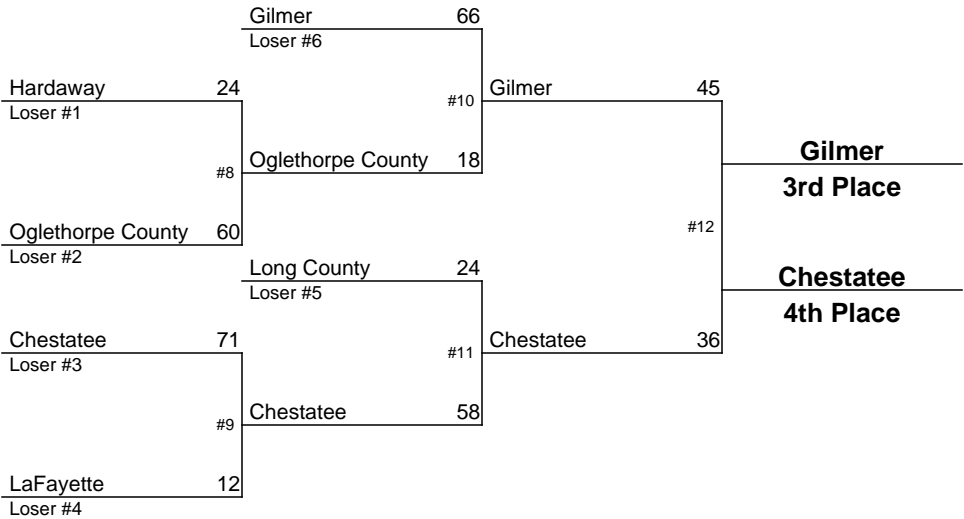 Gilmer 66
Loser #6
Hardaway 24
Loser #1
#10
Gilmer 45
#8
Oglethorpe County 18
Gilmer
3rd Place
Oglethorpe County 60
Loser #2
#12
Long County 24
Loser #5
Chestatee
4th Place
Chestatee 71
Loser #3
#11
Chestatee 36
#9
Chestatee 58
LaFayette 12
Loser #4